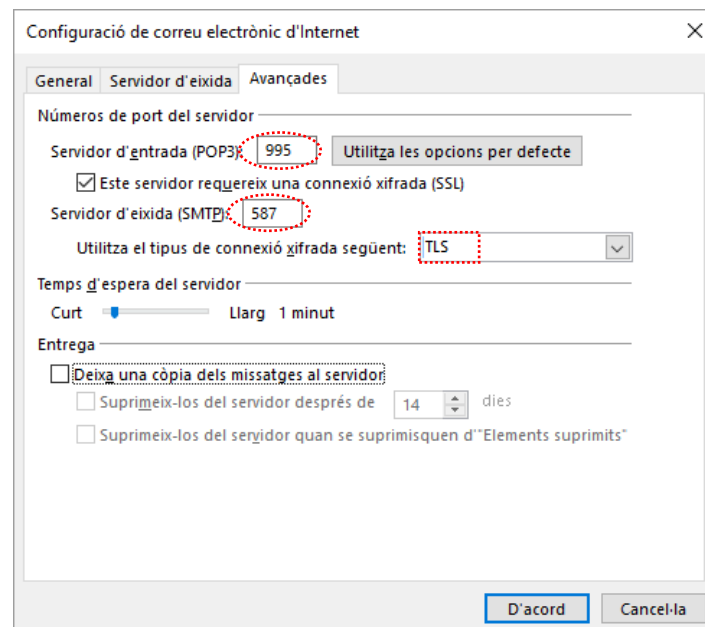 Configuració de correu electrònic d'Internet
General Servidor d'eixida Avançades
Números de port del servidor
Servidor d'entrada (POP3): 995 Utilitza les opcions per defecte
Este servidor requereix una connexió xifrada (SSL)
Servidor d'eixida (SMTP): 587
Utilitza el tipus de connexió xifrada següent: TLS
Temps d'espera del servidor
Curt Llarg 1 minut
Entrega
Deixa una còpia dels missatges al servidor
Suprimeix-los del servidor després de 14 dies
Suprimeix-los del servidor quan se suprimisquen d'"Elements suprimits"
D'acord Cancel·la